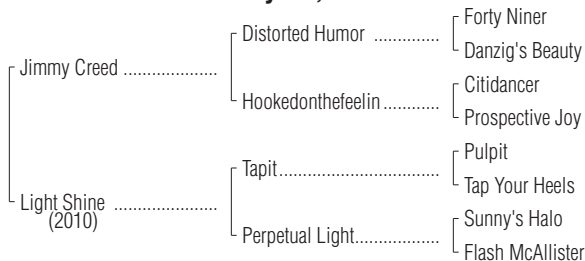 Forty Niner
Distorted Humor ..............
Danzig's Beauty
Jimmy Creed ....................
Citidancer
Hookedonthefeelin ............
Prospective Joy
Pulpit
Tapit.............................
Tap Your Heels
Light Shine ......................
(2010)
Sunny's Halo
Perpetual Light..................
Flash McAllister